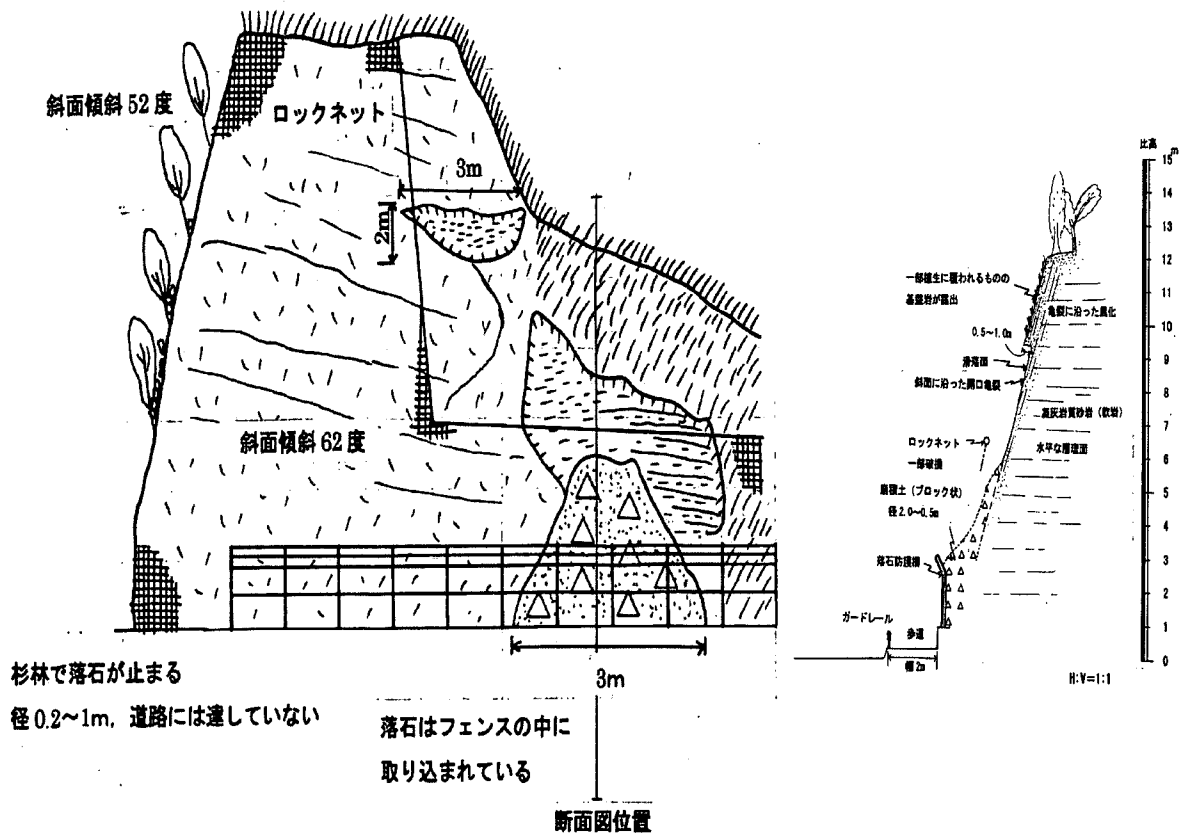 斜面傾斜52度
ロックネット
3m
2m
斜面傾斜62度
3m
杉林で落石が止まる
径0.2～1m，道路には達していない
落石はフェンスの中に
取り込まれている
断面図位置
比高 m
15
14
13
12
11
10
9
8
7
6
5
4
3
2
1
0
一部植生に覆われるものの
基盤岩が露出
亀裂に沿った風化
0.5～1.0m
滑落面
斜面に沿った開口亀裂
凝灰岩質砂岩（軟岩）
ロックネット
一部破損
水平な層理面
崩積土（ブロック状）
径2.0～0.5m
落石防護柵
ガードレール
歩道
幅2m
H:V=1:1